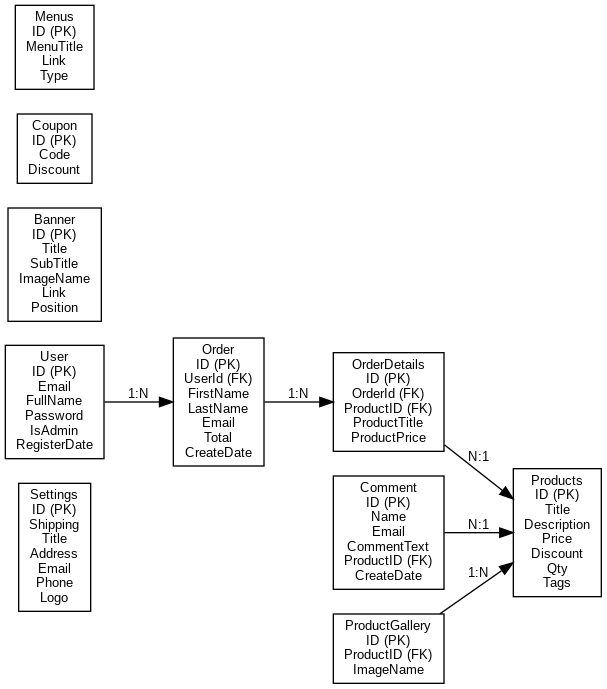 Menus
ID (PK)
MenuTitle
Link
Type
Coupon
ID (PK)
Code
Discount
Banner
ID (PK)
Title
SubTitle
ImageName
Link
Position
User
ID (PK)
Email
FullName
Password
IsAdmin
RegisterDate
1:N
Order
ID (PK)
UserId (FK)
FirstName
LastName
Email
Total
CreateDate
1:N
OrderDetails
ID (PK)
OrderId (FK)
ProductID (FK)
ProductTitle
ProductPrice
N:1
Settings
ID (PK)
Shipping
Title
Address
Email
Phone
Logo
Comment
ID (PK)
Name
Email
CommentText
ProductID (FK)
CreateDate
N:1
Products
ID (PK)
Title
Description
Price
Discount
Qty
Tags
1:N
ProductGallery
ID (PK)
ProductID (FK)
ImageName